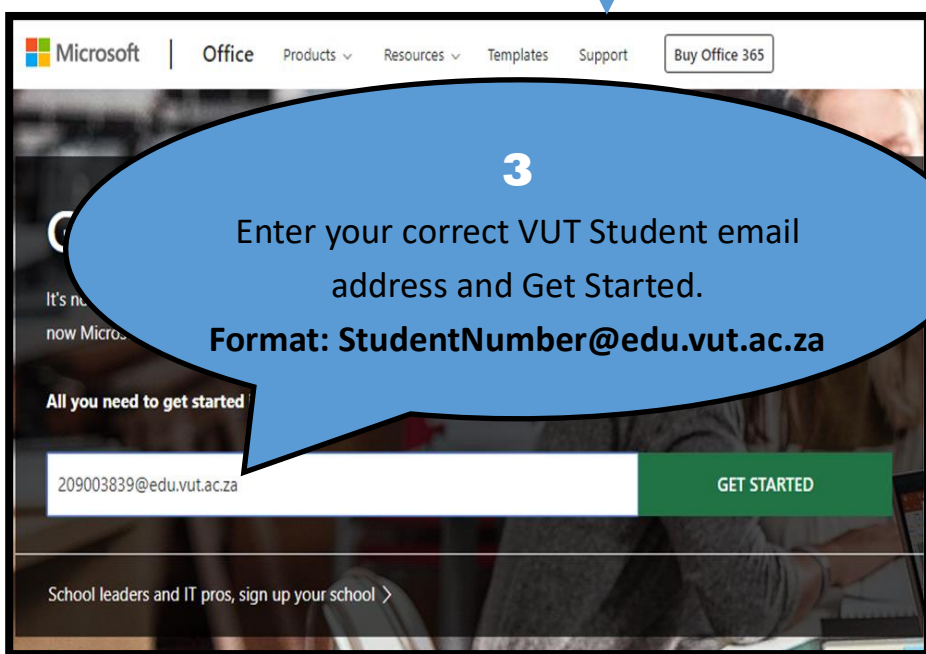 Microsoft | Office Products Resources Templates Support Buy Office 365
3
Enter your correct VUT Student email
address and Get Started.
Format: StudentNumber@edu.vut.ac.za
It's
now
All you need to get started
209003839@edu.vut.ac.za GET STARTED
School leaders and IT pros, sign up your school >